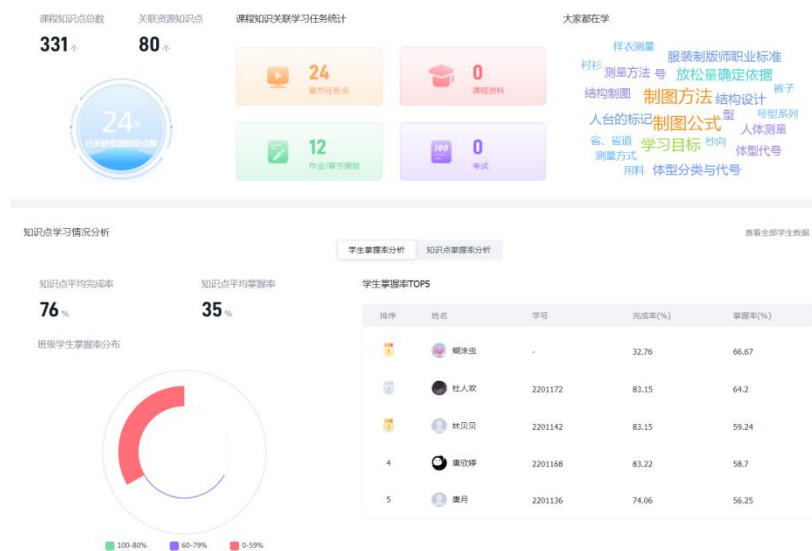 课程知识点总数 关联资源知识点 课程知识关联学习任务统计 大家都在学
331 个 80 个
24 章节任务点
0 课程资料
12 作业/章节测验
0 考试
24%
已关联资源知识点数
样衣测量
服装制版师职业标准
衬衫 测量方法 号 放松量确定依据
结构制图 制图方法 结构设计 裤子
人台的标记 制图公式 型 号型系列
人体测量
省、省道 学习目标 纱向 体型代号
测量方式
用料 体型分类与代号
知识点学习情况分析 查看全部学生数据
学生掌握率分析 知识点掌握率分析
知识点平均完成率 知识点平均掌握率 学生掌握率TOP5
76 % 35 %
班级学生掌握率分布
排序 姓名 学号 完成率(%) 掌握率(%)
糊涂虫 - 32.76 66.67
杜人欢 2201172 83.15 64.2
林贝贝 2201142 83.15 59.24
4 唐欣婷 2201168 83.22 58.7
5 唐月 2201136 74.06 56.25
100-80% 60-79% 0-59%